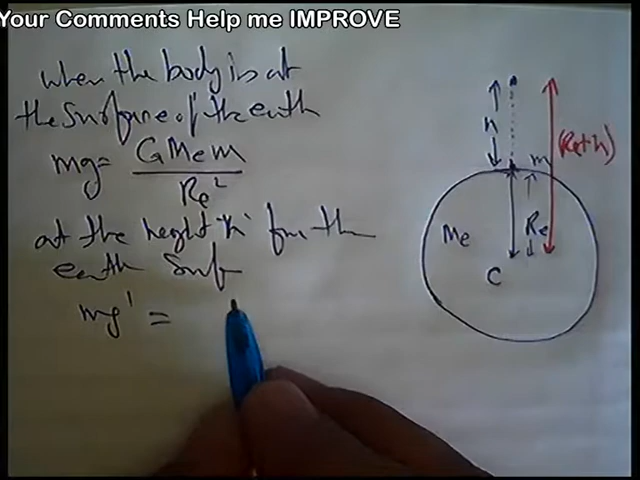 Your Comments Help me IMPROVE
when the body is at
the Surface of the earth
mg = GMem
Re²
at the height 'h' from the
earth Surf
mg' =
h
m
(Re+h)
Me
Re
C